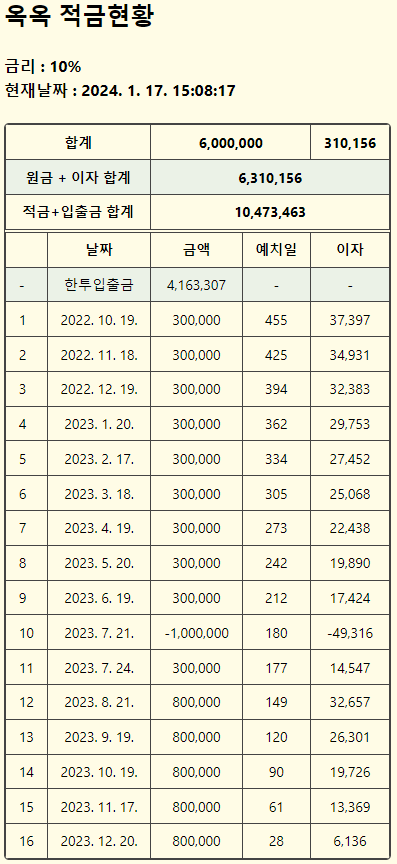 옥옥 적금현황
금리 : 10%
현재날짜 : 2024. 1. 17. 15:08:17
합계 6,000,000 310,156
원금 + 이자 합계 6,310,156
적금+입출금 합계 10,473,463
날짜 금액 예치일 이자
- 한투입출금 4,163,307 - -
1 2022. 10. 19. 300,000 455 37,397
2 2022. 11. 18. 300,000 425 34,931
3 2022. 12. 19. 300,000 394 32,383
4 2023. 1. 20. 300,000 362 29,753
5 2023. 2. 17. 300,000 334 27,452
6 2023. 3. 18. 300,000 305 25,068
7 2023. 4. 19. 300,000 273 22,438
8 2023. 5. 20. 300,000 242 19,890
9 2023. 6. 19. 300,000 212 17,424
10 2023. 7. 21. -1,000,000 180 -49,316
11 2023. 7. 24. 300,000 177 14,547
12 2023. 8. 21. 800,000 149 32,657
13 2023. 9. 19. 800,000 120 26,301
14 2023. 10. 19. 800,000 90 19,726
15 2023. 11. 17. 800,000 61 13,369
16 2023. 12. 20. 800,000 28 6,136